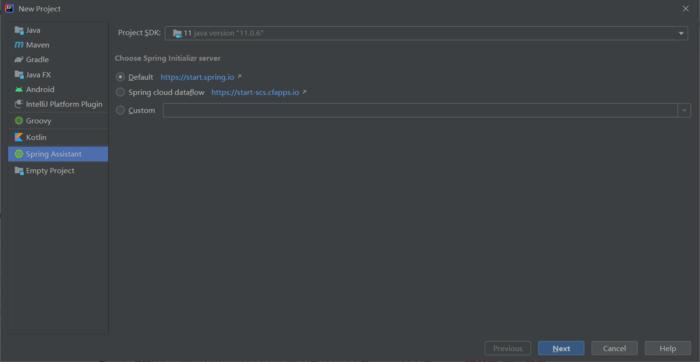 New Project
Java
Maven
Gradle
Java FX
Android
IntelliJ Platform Plugin
Groovy
Kotlin
Spring Assistant
Empty Project
Project SDK: 11 java version "11.0.6"
Choose Spring Initializr server
Default https://start.spring.io
Spring cloud dataflow https://start-scs.cfapps.io
Custom
Previous Next Cancel Help